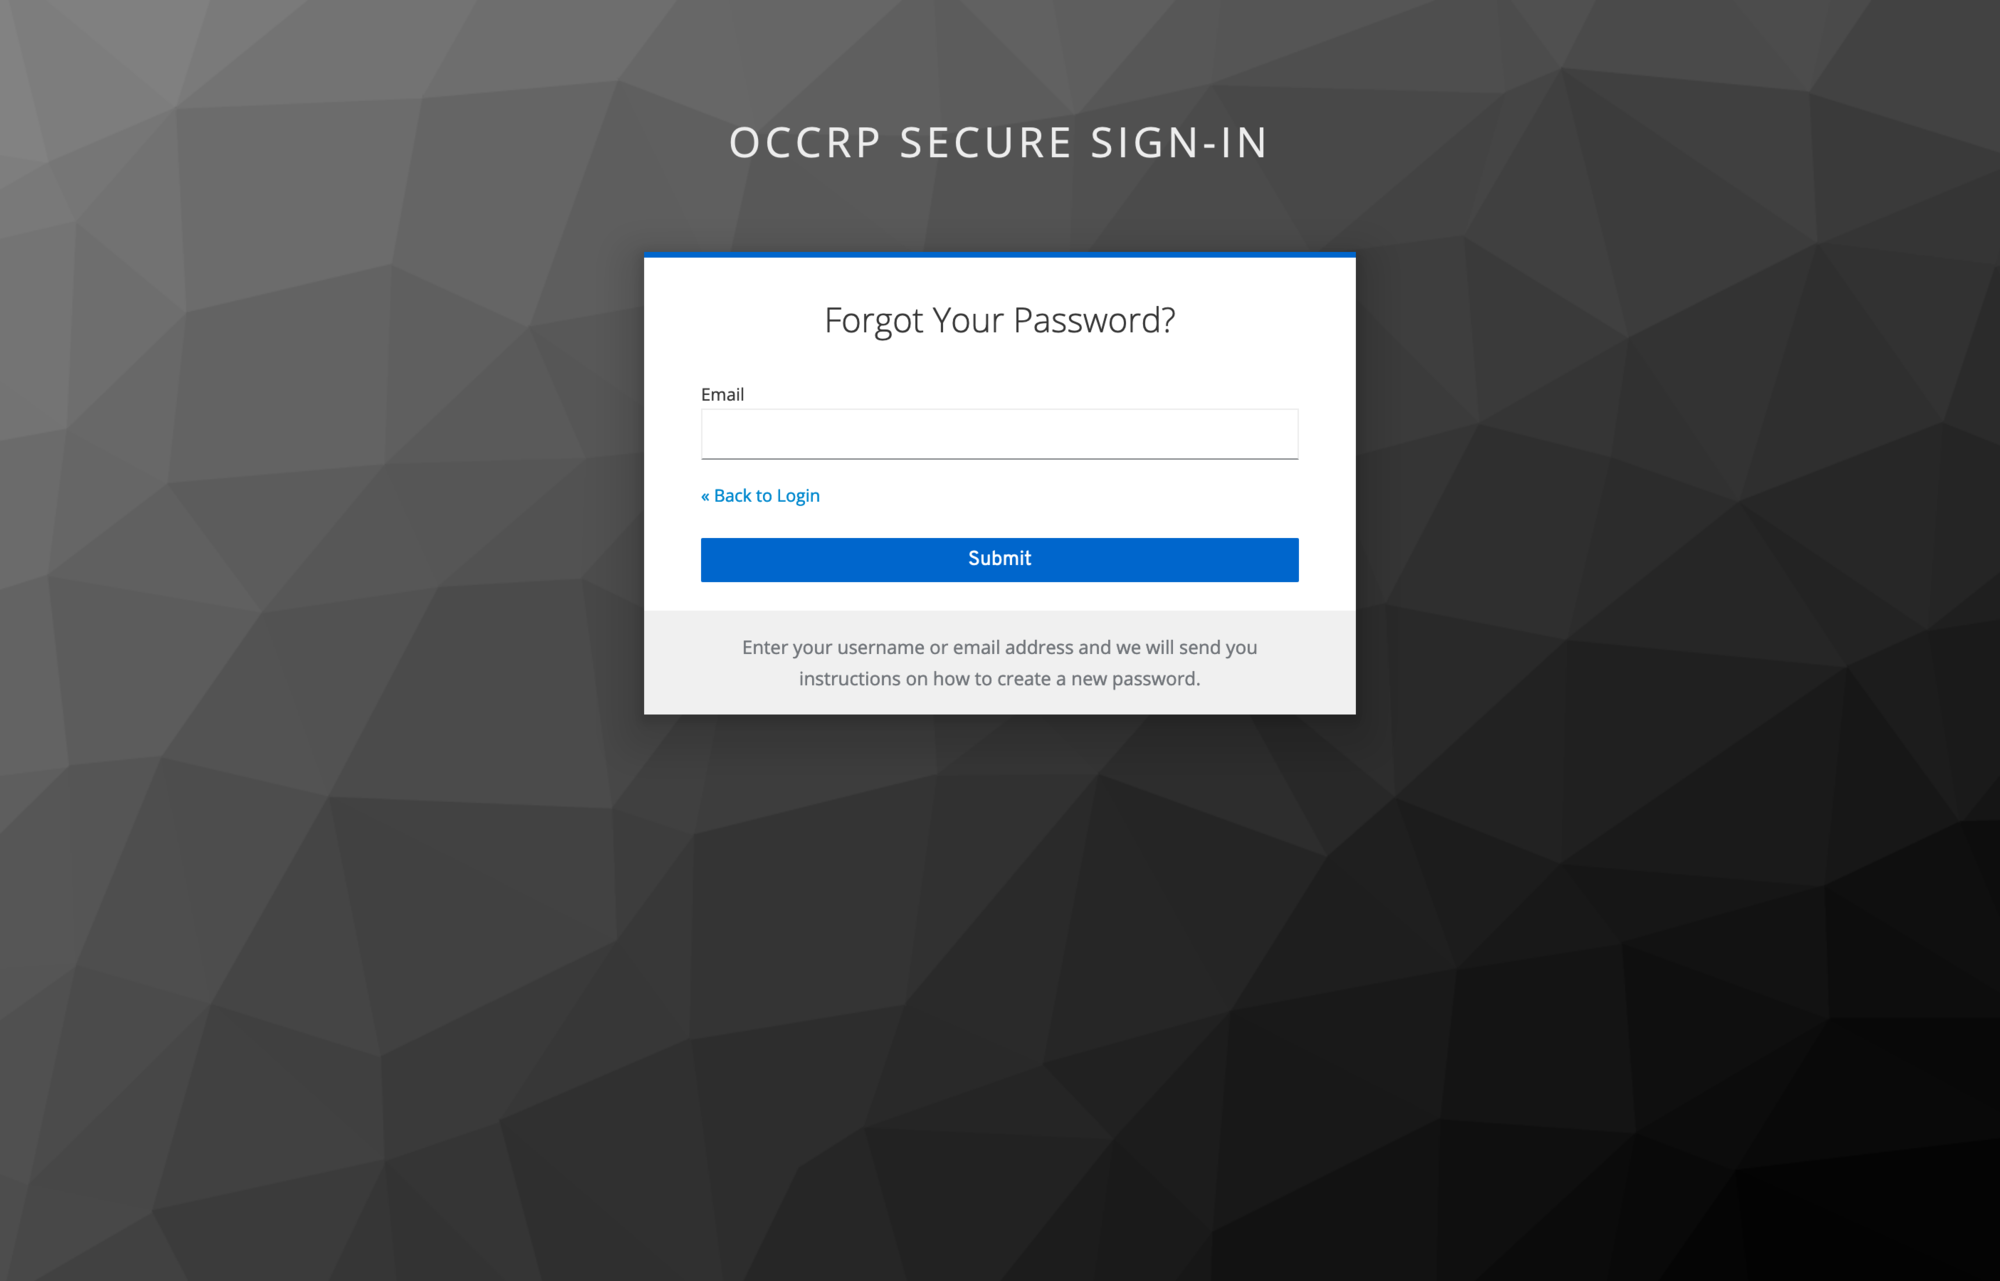 OCCRP SECURE SIGN-IN
Forgot Your Password?
Email
« Back to Login
Submit
Enter your username or email address and we will send you
instructions on how to create a new password.